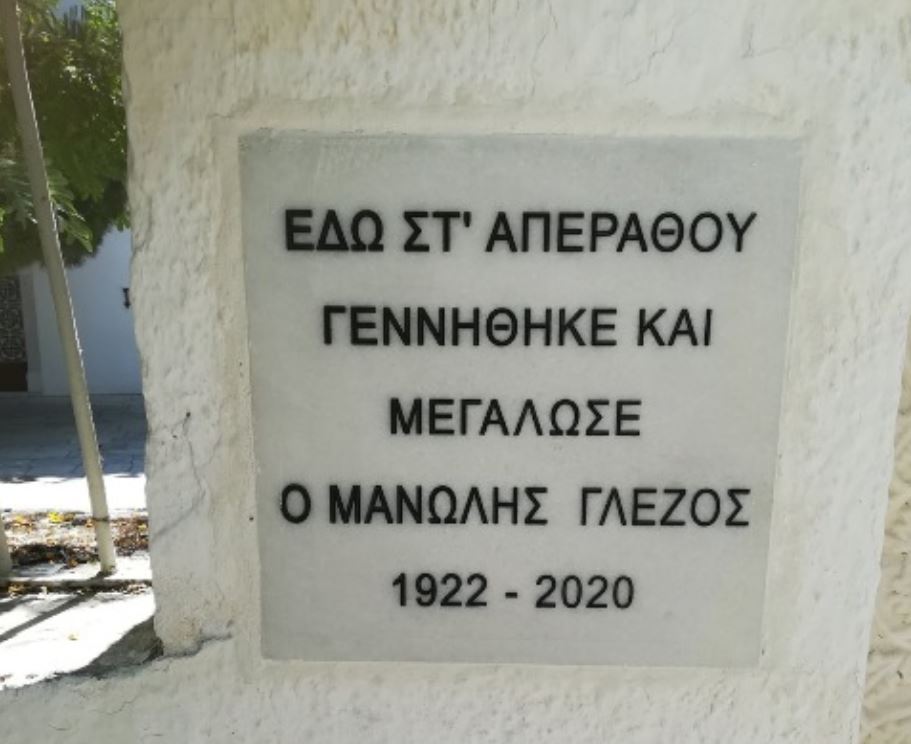 ΕΔΩ ΣΤ' ΑΠΕΡΑΘΟΥ
ΓΕΝΝΗΘΗΚΕ ΚΑΙ
ΜΕΓΑΛΩΣΕ
Ο ΜΑΝΩΛΗΣ ΓΛΕΖΟΣ
1922 - 2020